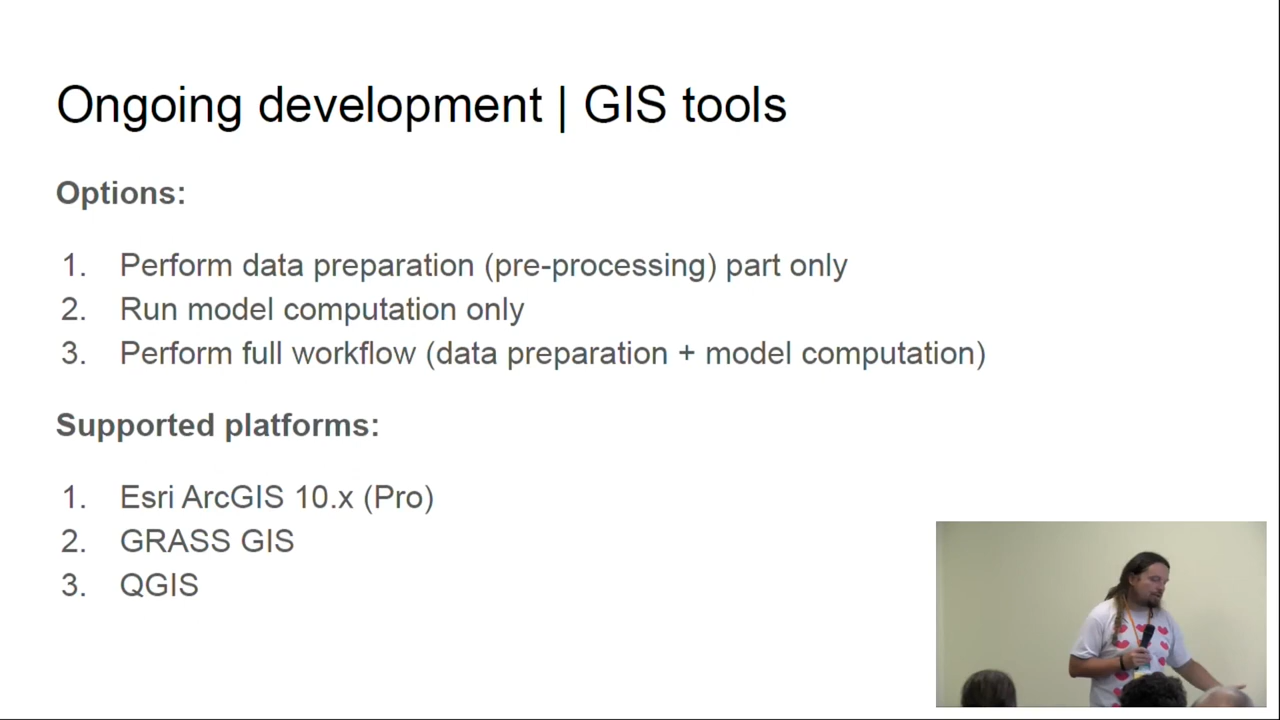 Ongoing development | GIS tools
Options:
1. Perform data preparation (pre-processing) part only
2. Run model computation only
3. Perform full workflow (data preparation + model computation)
Supported platforms:
1. Esri ArcGIS 10.x (Pro)
2. GRASS GIS
3. QGIS